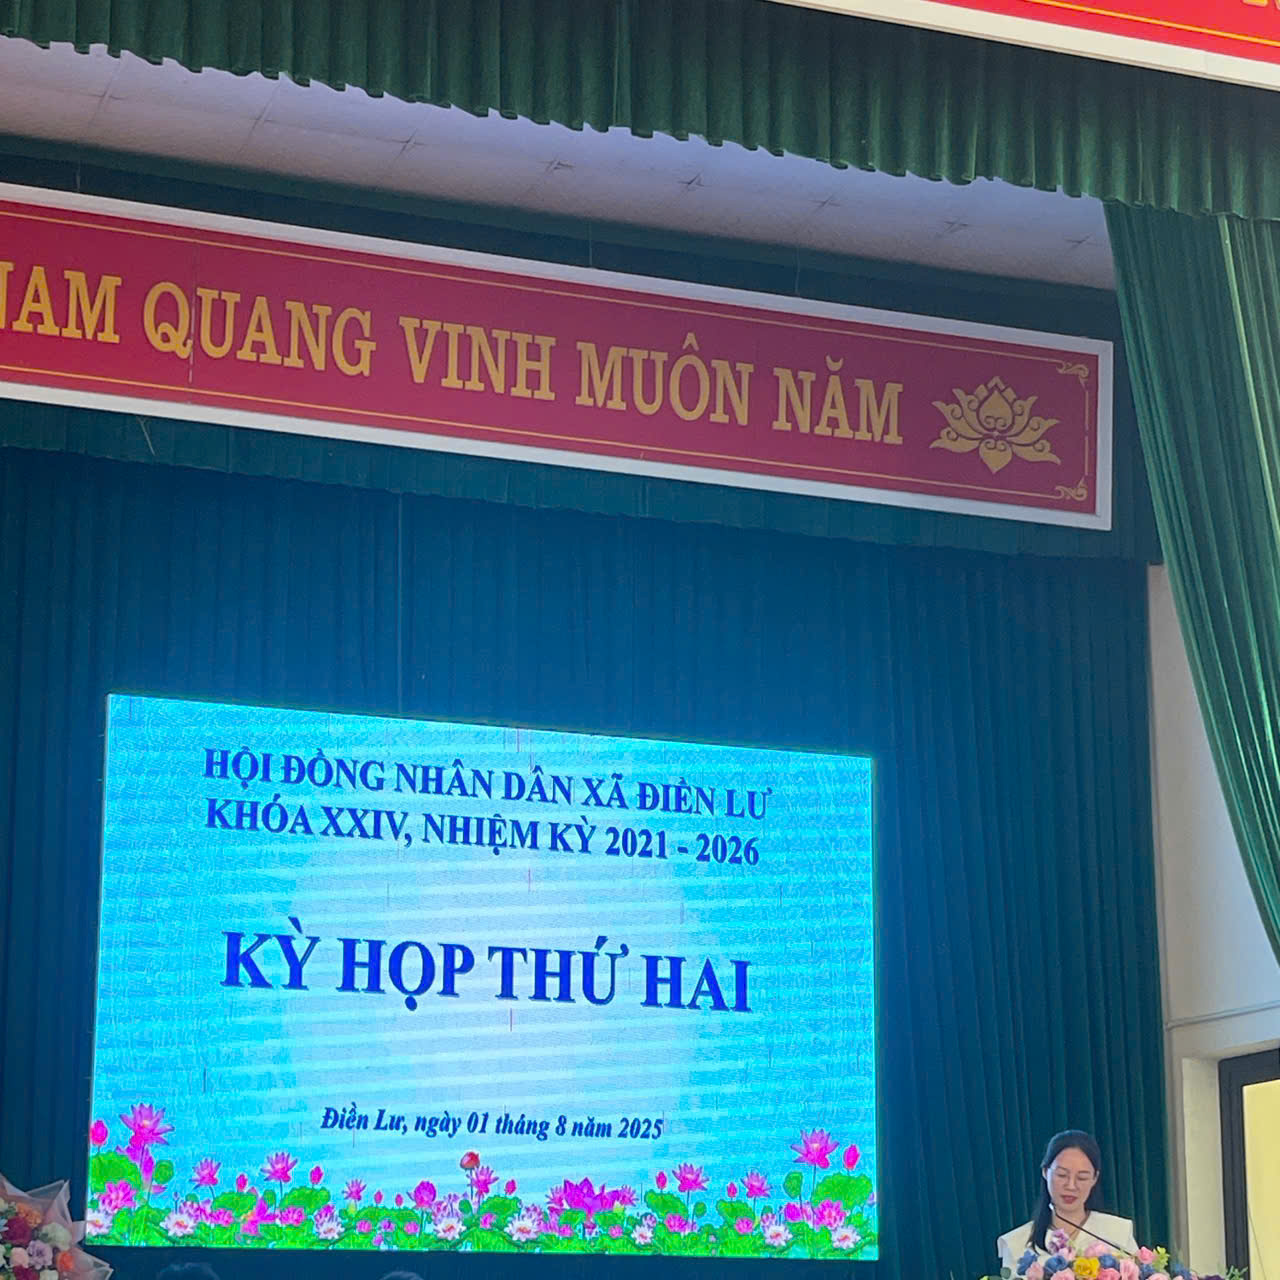 NAM QUANG VINH MUÔN NĂM
HỘI ĐỒNG NHÂN DÂN XÃ ĐIỀN LƯ
KHÓA XXIV, NHIỆM KỲ 2021 - 2026
KỲ HỌP THỨ HAI
Điền Lư, ngày 01 tháng 8 năm 2025